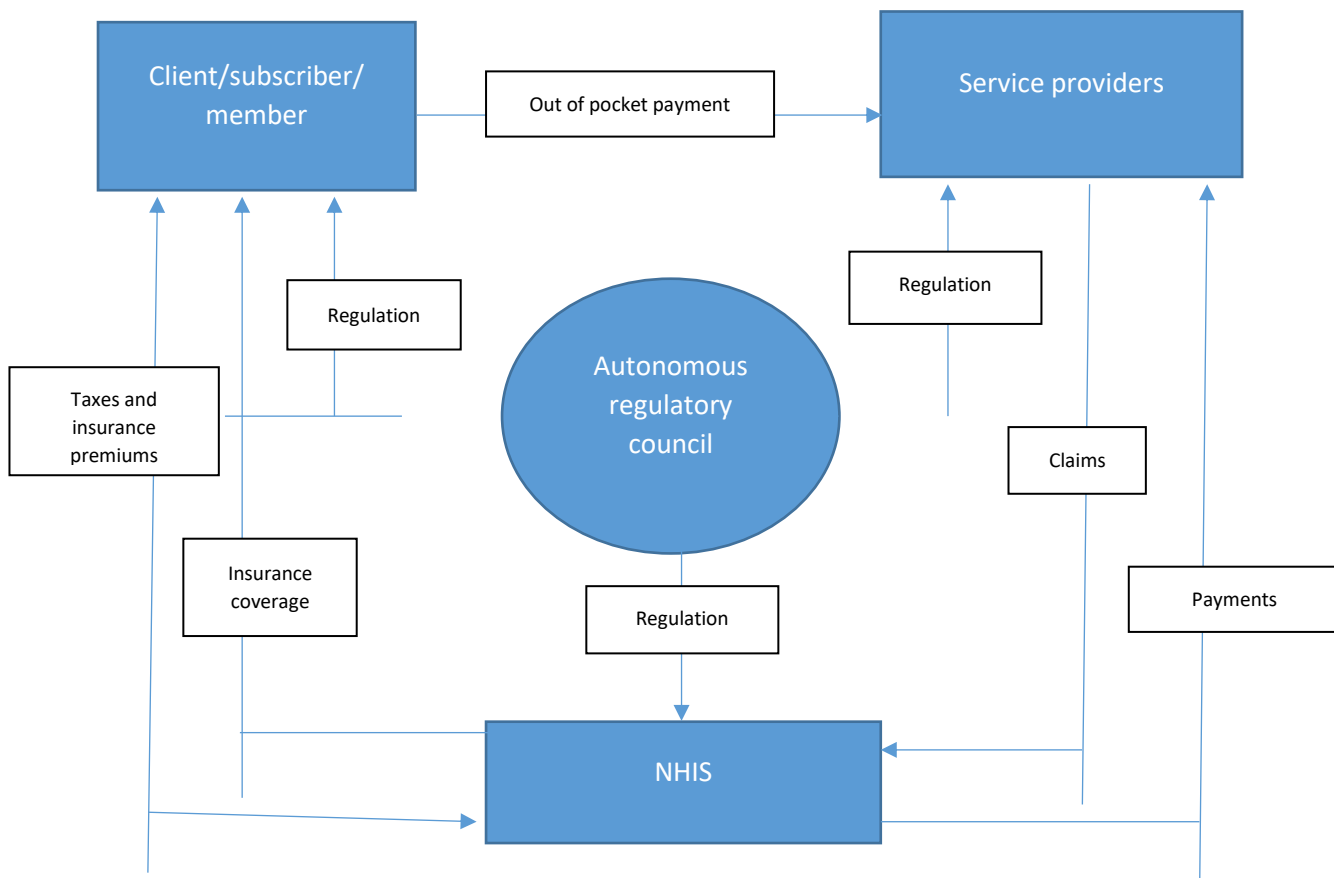 Client/subscriber/
member
Out of pocket payment
Service providers
Regulation
Regulation
Autonomous
regulatory
council
Taxes and
insurance
premiums
Claims
Insurance
coverage
Regulation
Payments
NHIS